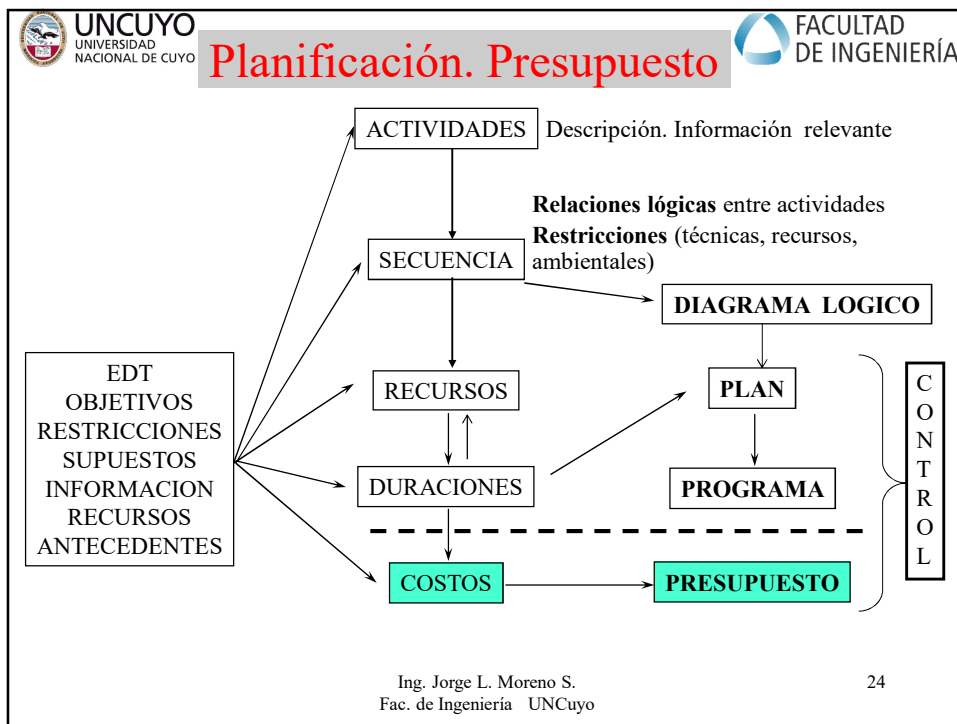 UNCUYO
UNIVERSIDAD
NACIONAL DE CUYO
FACULTAD
DE INGENIERÍA
Planificación. Presupuesto
ACTIVIDADES
Descripción. Información relevante
Relaciones lógicas entre actividades
Restricciones (técnicas, recursos,
ambientales)
SECUENCIA
DIAGRAMA LOGICO
EDT
OBJETIVOS
RESTRICCIONES
SUPUESTOS
INFORMACION
RECURSOS
ANTECEDENTES
RECURSOS
PLAN
DURACIONES
PROGRAMA
COSTOS
PRESUPUESTO
C
O
N
T
R
O
L
Ing. Jorge L. Moreno S.
Fac. de Ingeniería UNCuyo
24